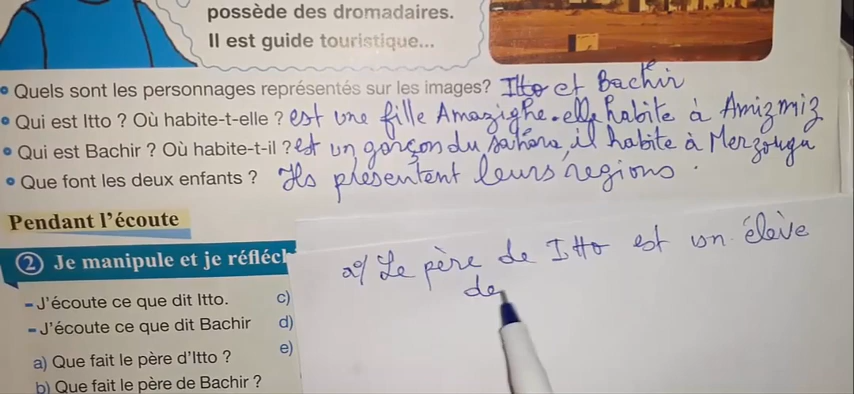 possède des dromadaires.
Il est guide touristique...
Quels sont les personnages représentés sur les images? Itto et Bachir
Qui est Itto ? Où habite-t-elle ? est une fille Amazighe. elle habite à Amizmiz
Qui est Bachir ? Où habite-t-il ? est un garçon du sahara, il habite à Merzouga
Que font les deux enfants ? Ils présentent leurs regions.
Pendant l'écoute
② Je manipule et je réfléch
- J'écoute ce que dit Itto. c)
- J'écoute ce que dit Bachir d)
a) Que fait le père d'Itto ? e)
b) Que fait le père de Bachir ?
a) Le père de Itto est un élève
de